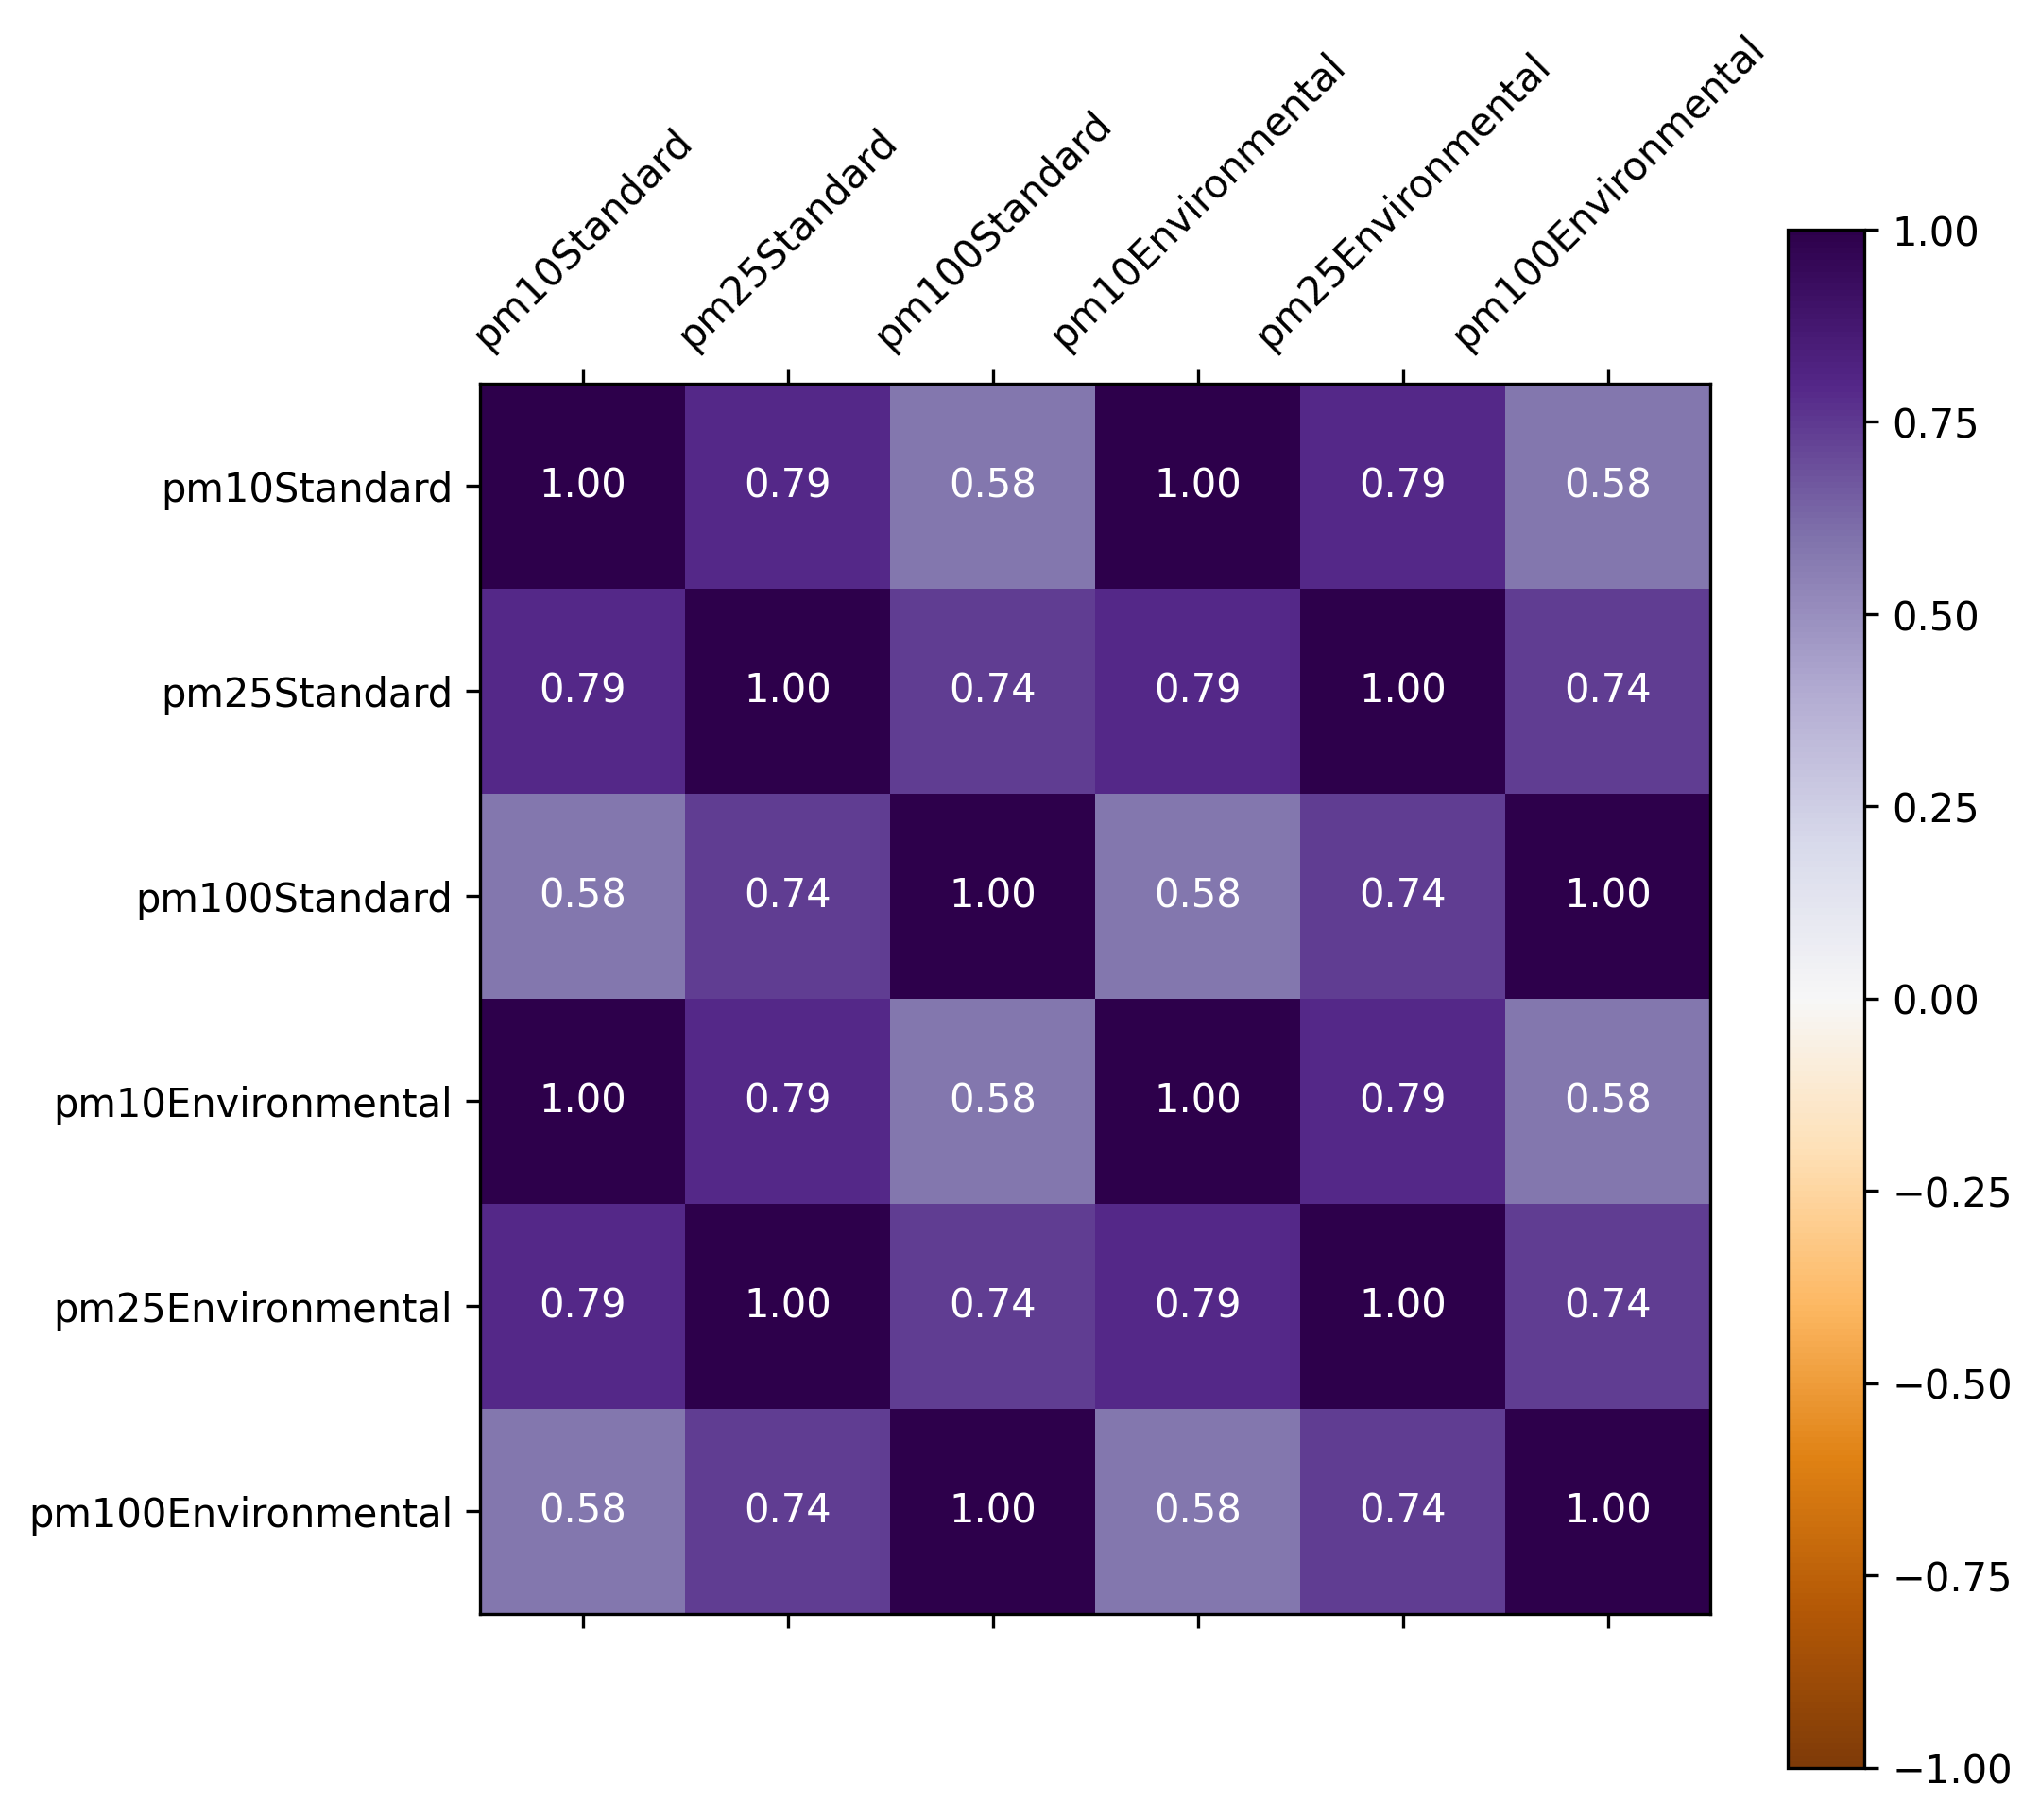 pm10Standard
pm25Standard
pm100Standard
pm10Environmental
pm25Environmental
pm100Environmental
pm10Standard 1.00 0.79 0.58 1.00 0.79 0.58
pm25Standard 0.79 1.00 0.74 0.79 1.00 0.74
pm100Standard 0.58 0.74 1.00 0.58 0.74 1.00
pm10Environmental 1.00 0.79 0.58 1.00 0.79 0.58
pm25Environmental 0.79 1.00 0.74 0.79 1.00 0.74
pm100Environmental 0.58 0.74 1.00 0.58 0.74 1.00
1.00
0.75
0.50
0.25
0.00
−0.25
−0.50
−0.75
−1.00